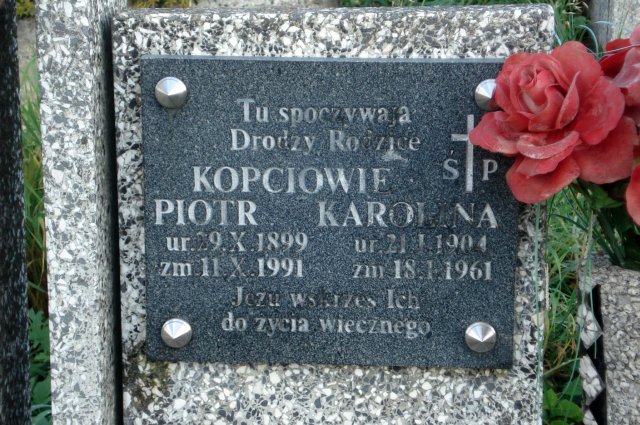 Tu spoczywają
Drodzy Rodzice
KOPCIOWIE
S P
PIOTR KAROLINA
ur. 29.X.1899 ur. 21.I.1904
zm. 11.X.1991 zm. 18.I.1961
Jezu wskrześ Ich
do życia wiecznego